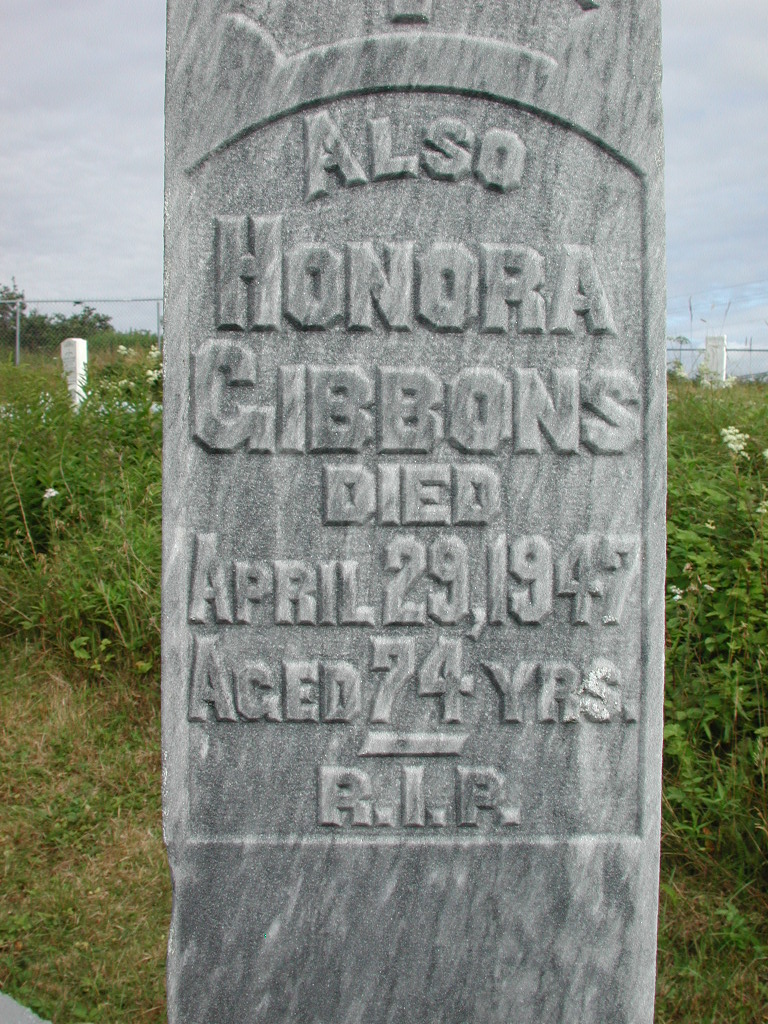 ALSO
HONORA
GIBBONS
DIED
APRIL 29, 1947
AGED 74 YRS.
R.I.P.